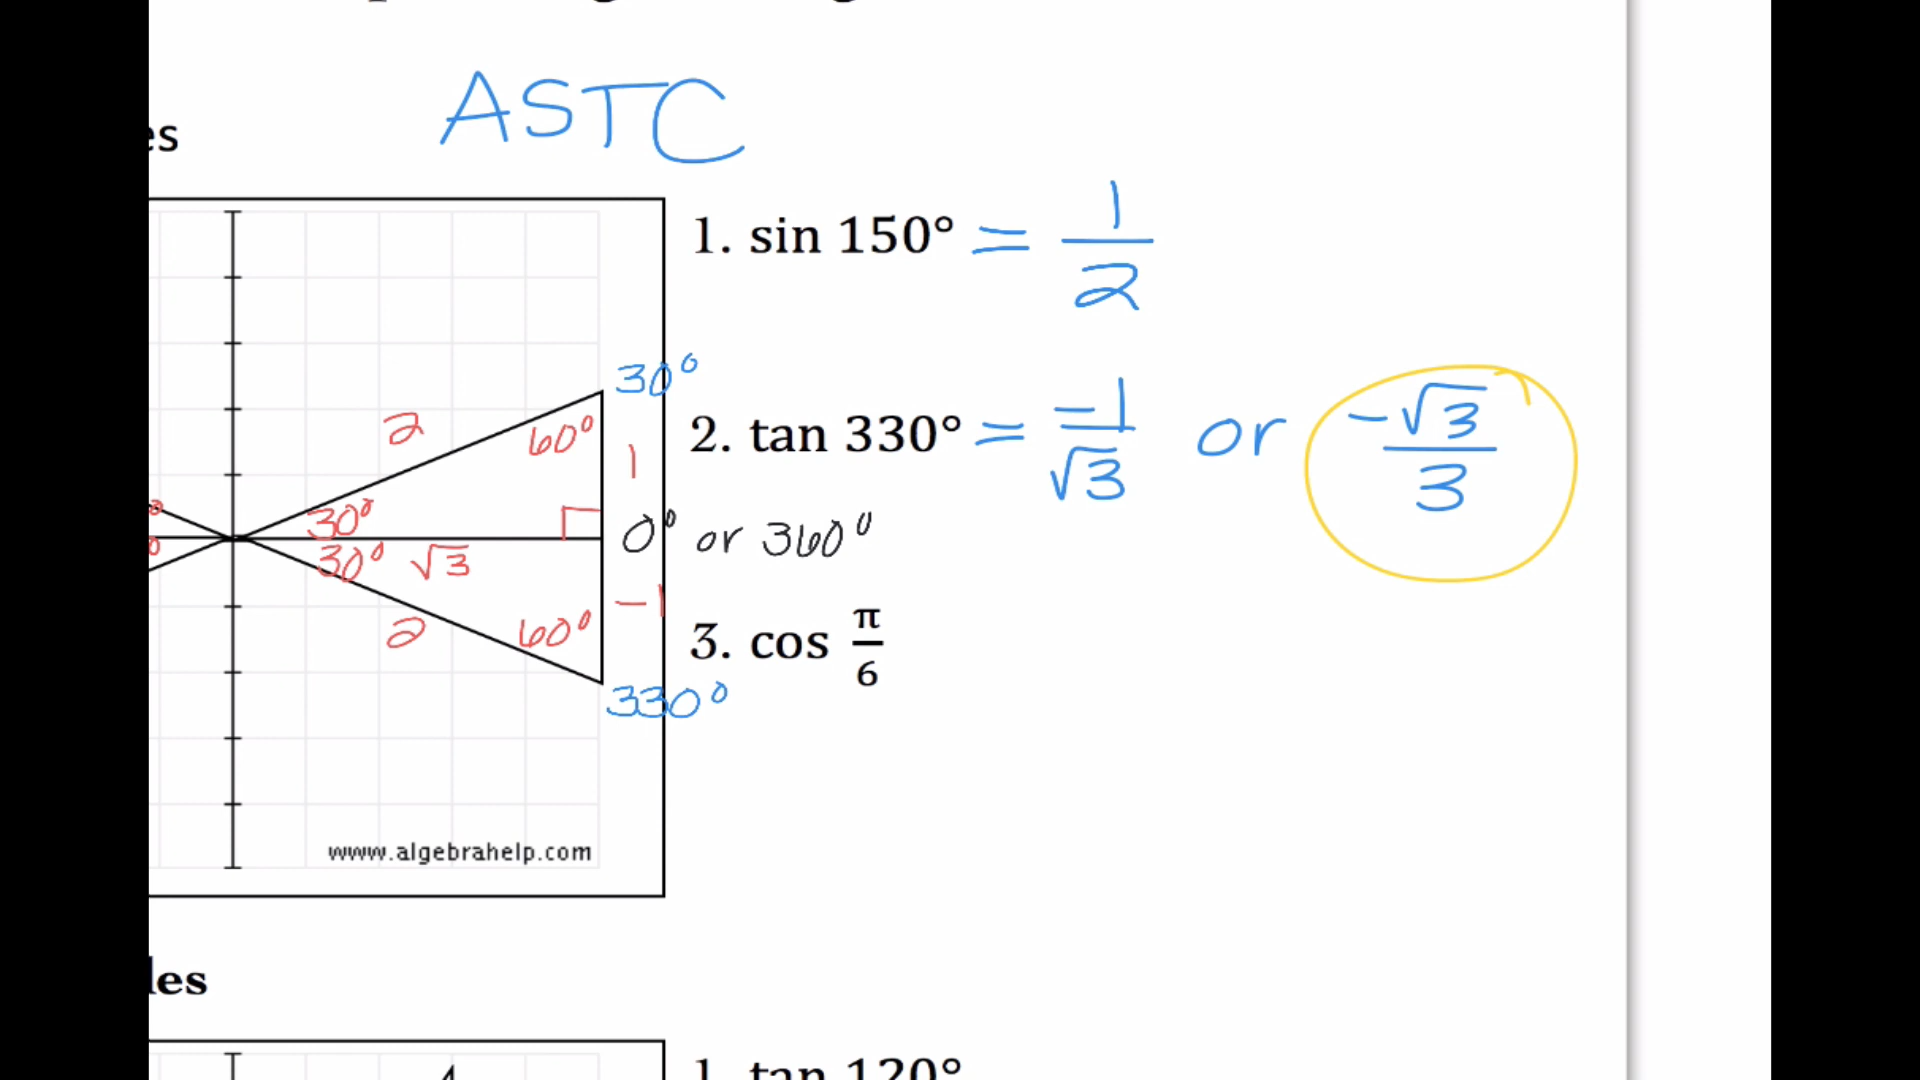 ASTC
es
1. sin 150° = 1/2
30°
2 60° 1
2. tan 330° = -1/√3 or -√3/3
30°
0° or 360°
30° √3
2 60° -1
3. cos π/6
330°
www.algebrahelp.com
les
1. tan 120°